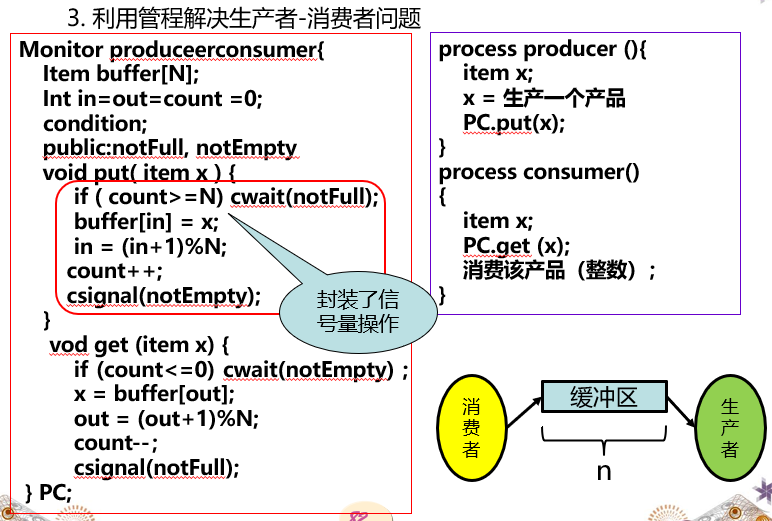 3. 利用管程解决生产者-消费者问题
Monitor produceerconsumer{
Item buffer[N];
Int in=out=count =0;
condition;
public:notFull, notEmpty
void put( item x ) {
if ( count>=N) cwait(notFull);
buffer[in] = x;
in = (in+1)%N;
count++;
csignal(notEmpty);
}
vod get (item x) {
if (count<=0) cwait(notEmpty) ;
x = buffer[out];
out = (out+1)%N;
count--;
csignal(notFull);
} PC;
封装了信
号量操作
process producer (){
item x;
x = 生产一个产品
PC.put(x);
}
process consumer()
{
item x;
PC.get (x);
消费该产品（整数）;
}
消
费
者
缓冲区
n
生
产
者
82